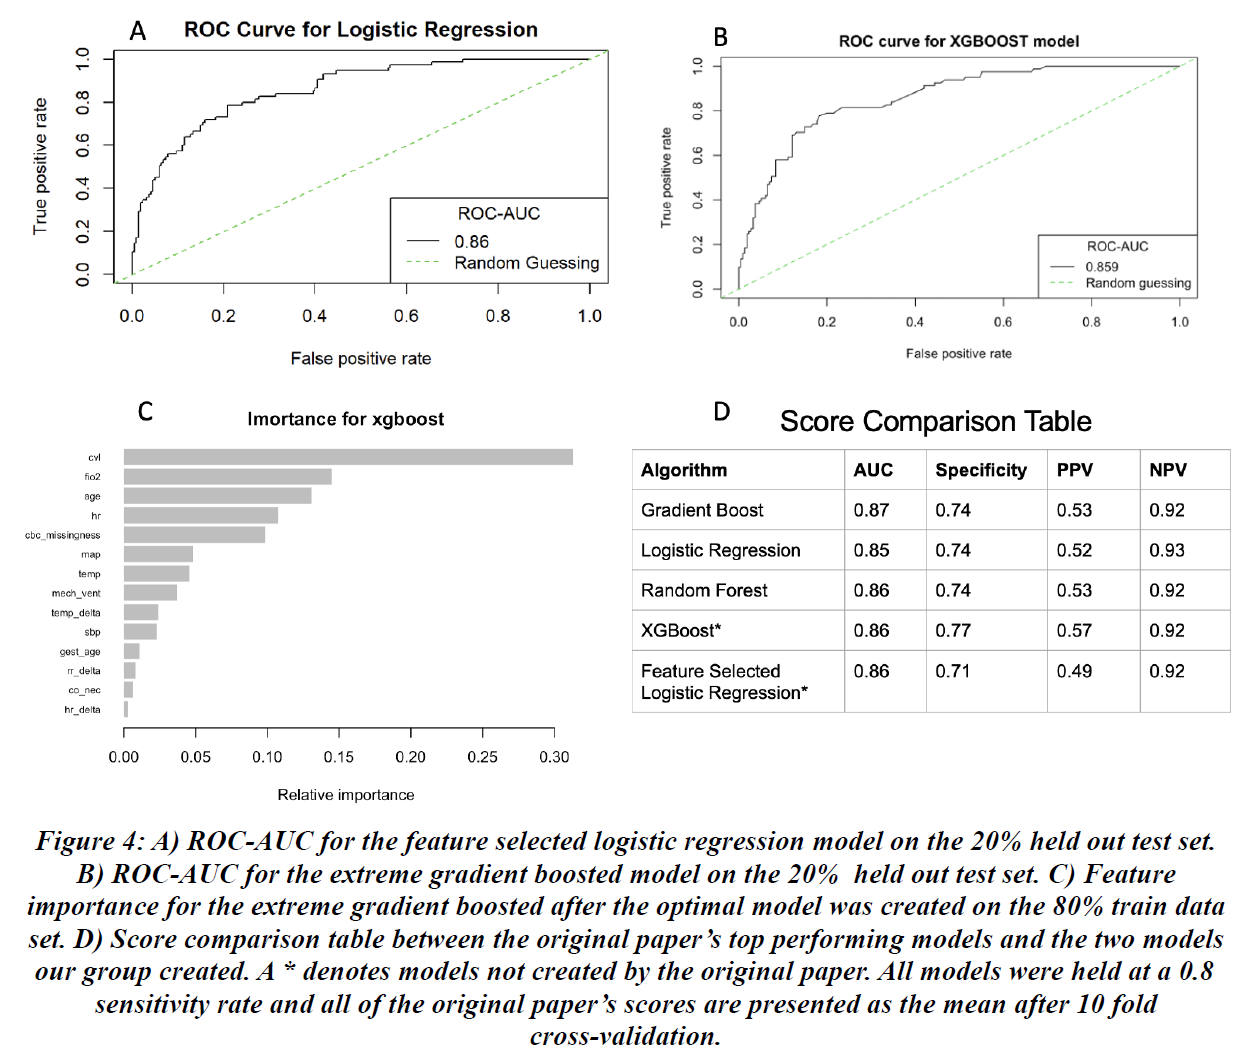 A
ROC Curve for Logistic Regression
True positive rate
1.0
0.8
0.6
0.4
0.2
0.0
ROC-AUC
0.86
Random Guessing
0.0 0.2 0.4 0.6 0.8 1.0
False positive rate
B
ROC curve for XGBOOST model
True positive rate
1.0
0.8
0.6
0.4
0.2
0.0
ROC-AUC
0.859
Random guessing
0.0 0.2 0.4 0.6 0.8 1.0
False positive rate
C
Imortance for xgboost
cvl
fio2
age
hr
cbc_missingness
map
temp
mech_vent
temp_delta
sbp
gest_age
rr_delta
co_nec
hr_delta
0.00 0.05 0.10 0.15 0.20 0.25 0.30
Relative importance
D
Score Comparison Table
Algorithm AUC Specificity PPV NPV
Gradient Boost 0.87 0.74 0.53 0.92
Logistic Regression 0.85 0.74 0.52 0.93
Random Forest 0.86 0.74 0.53 0.92
XGBoost* 0.86 0.77 0.57 0.92
Feature Selected 0.86 0.71 0.49 0.92
Logistic Regression*
Figure 4: A) ROC-AUC for the feature selected logistic regression model on the 20% held out test set.
B) ROC-AUC for the extreme gradient boosted model on the 20% held out test set. C) Feature
importance for the extreme gradient boosted after the optimal model was created on the 80% train data
set. D) Score comparison table between the original paper's top performing models and the two models
our group created. A * denotes models not created by the original paper. All models were held at a 0.8
sensitivity rate and all of the original paper's scores are presented as the mean after 10 fold
cross-validation.